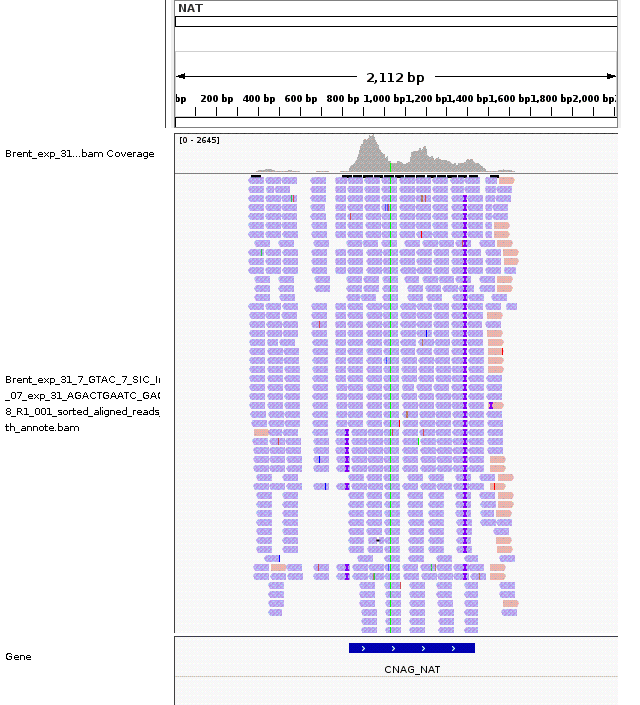 NAT
2,112 bp
bp 200 bp 400 bp 600 bp 800 bp 1,000 bp 1,200 bp 1,400 bp 1,600 bp 1,800 bp 2,000 bp
[0 - 2645]
Brent_exp_31...bam Coverage
Brent_exp_31_7_GTAC_7_SIC_I
_07_exp_31_AGACTGAATC_GA
8_R1_001_sorted_aligned_reads_
th_annote.bam
Gene
CNAG_NAT